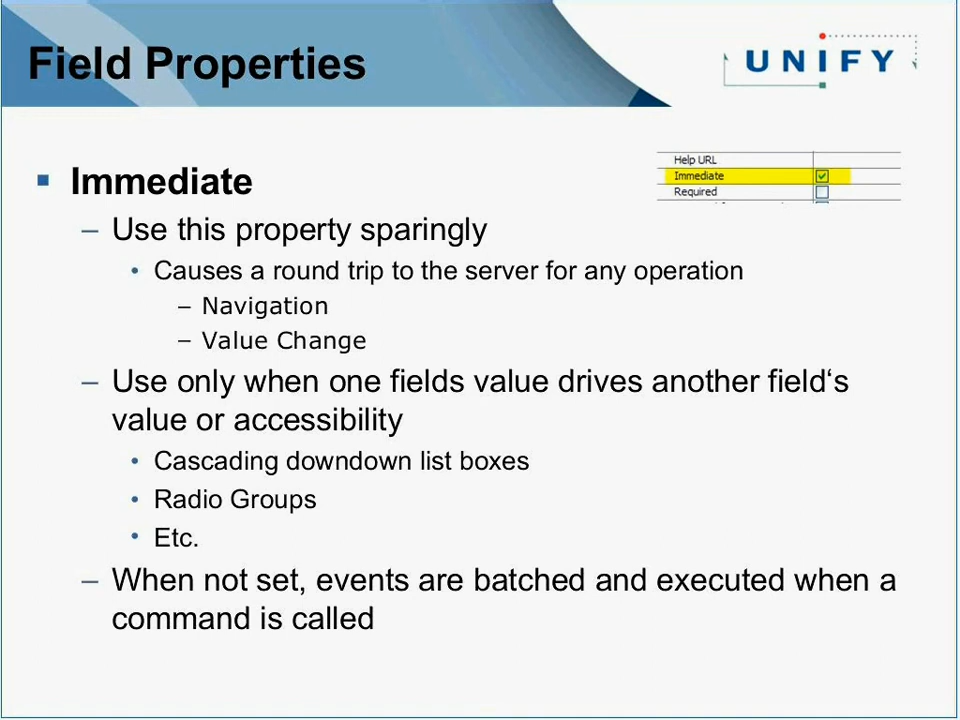 Field Properties
UNIFY
Help URL
Immediate
Required
▪ Immediate
– Use this property sparingly
• Causes a round trip to the server for any operation
– Navigation
– Value Change
– Use only when one fields value drives another field‘s
value or accessibility
• Cascading downdown list boxes
• Radio Groups
• Etc.
– When not set, events are batched and executed when a
command is called